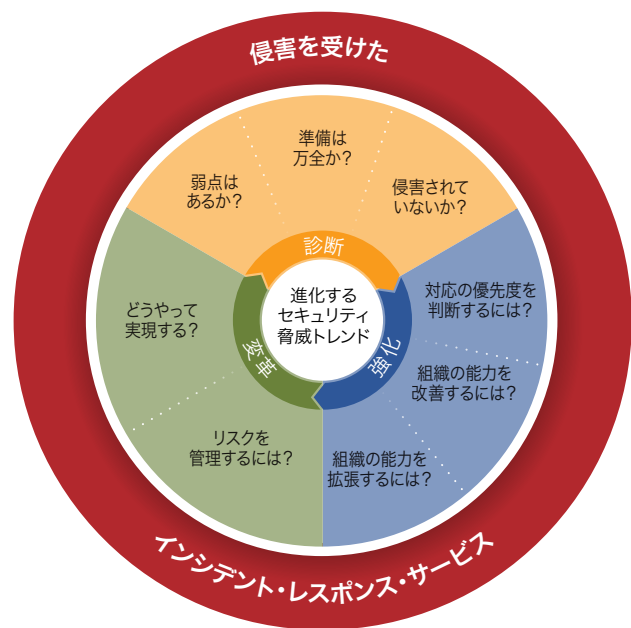 侵害を受けた
準備は
万全か？
弱点は
あるか？
侵害されて
いないか？
診断
どうやって
実現する？
進化する
セキュリティ
脅威トレンド
対応の優先度を
判断するには？
変革
強化
組織の能力を
改善するには？
リスクを
管理するには？
組織の能力を
拡張するには？
インシデント・レスポンス・サービス